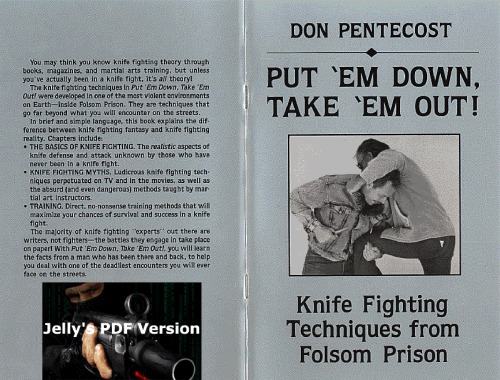 You may think you know knife fighting theory through
books, magazines, and martial arts training, but unless
you've actually been in a knife fight, it's all theory!
The knife fighting techniques in Put 'Em Down, Take 'Em
Out! were developed in one of the most violent environments
on Earth—inside Folsom Prison. They are techniques that
go far beyond what you will encounter on the streets.
In brief and simple language, this book explains the dif-
ference between knife fighting fantasy and knife fighting
reality. Chapters include:
• THE BASICS OF KNIFE FIGHTING. The realistic aspects of
knife defense and attack unknown by those who have
never been in a knife fight.
• KNIFE FIGHTING MYTHS. Ludicrous knife fighting tech-
niques perpetuated on TV and in the movies, as well as
the absurd (and even dangerous) methods taught by mar-
tial art instructors.
• TRAINING. Direct, no-nonsense training methods that will
maximize your chances of survival and success in a knife
fight.
The majority of knife fighting "experts" out there are
writers, not fighters—the battles they engage in take place
on paper! With Put 'Em Down, Take 'Em Out!, you will learn
the facts from a man who has been there and back, to help
you deal with one of the deadliest encounters you will ever
face on the streets.
Jelly's PDF Version
DON PENTECOST
PUT 'EM DOWN,
TAKE 'EM OUT!
Knife Fighting
Techniques from
Folsom Prison